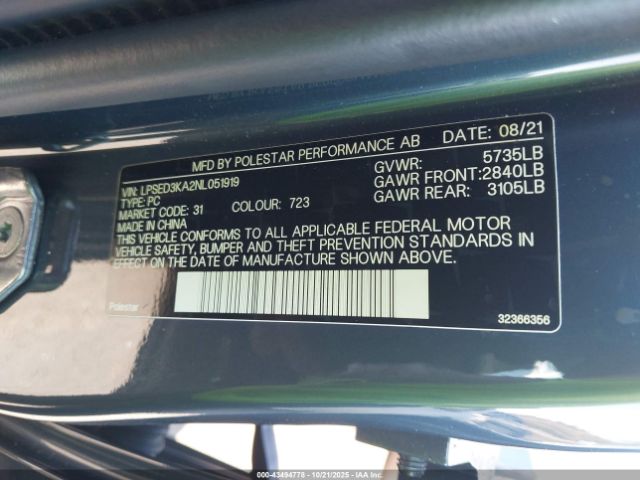 MFD BY POLESTAR PERFORMANCE AB DATE: 08/21
VIN: LPSED3KA2NL051919 GVWR: 5735LB
TYPE: PC GAWR FRONT:2840LB
MARKET CODE: 31 COLOUR: 723 GAWR REAR: 3105LB
MADE IN CHINA
THIS VEHICLE CONFORMS TO ALL APPLICABLE FEDERAL MOTOR
VEHICLE SAFETY, BUMPER AND THEFT PREVENTION STANDARDS IN
EFFECT ON THE DATE OF MANUFACTURE SHOWN ABOVE.
Polestar 32366356
000-43494778 - 10/21/2025 - IAAI.CA